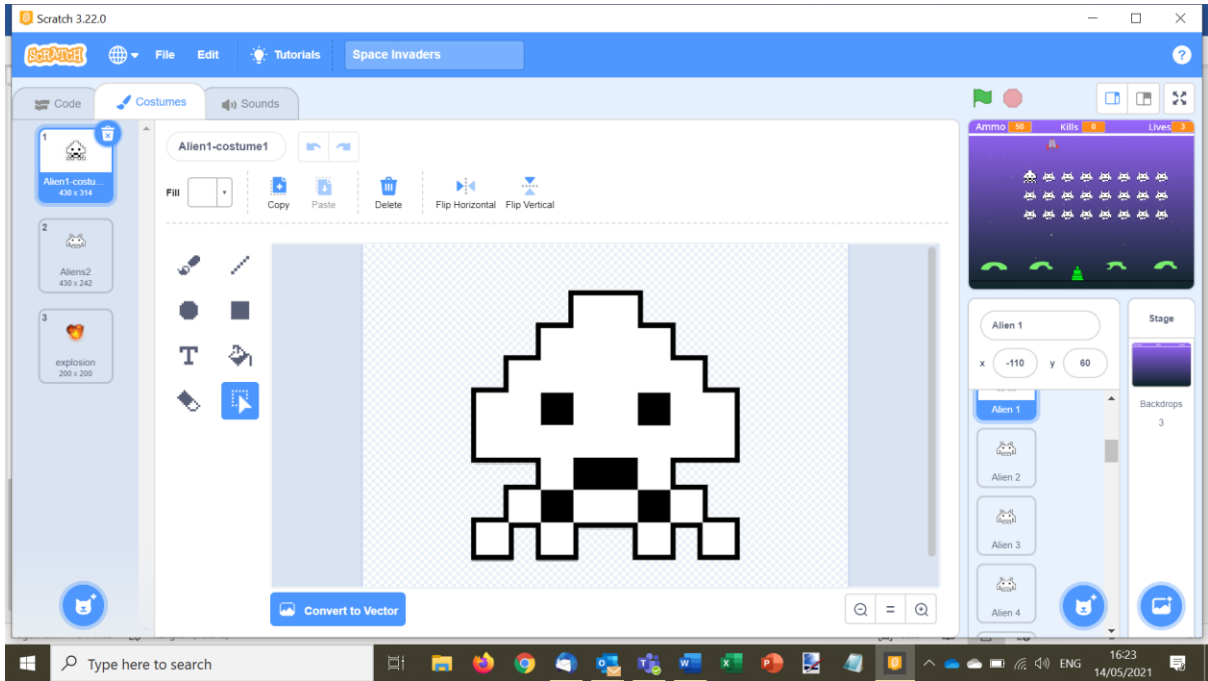 Scratch 3.22.0
SCRATCH File Edit Tutorials Space Invaders ?
Code Costumes Sounds
1
Alien1-costu...
430 x 314
2
Aliens2
430 x 242
3
explosion
200 x 200
Alien1-costume1
Fill Copy Paste Delete Flip Horizontal Flip Vertical
T
Convert to Vector
=
Ammo 50 Kills 0 Lives 3
Alien 1
x -110 y 60
Alien 1
Alien 2
Alien 3
Alien 4
Stage
Backdrops
3
Type here to search
ENG
16:23
14/05/2021